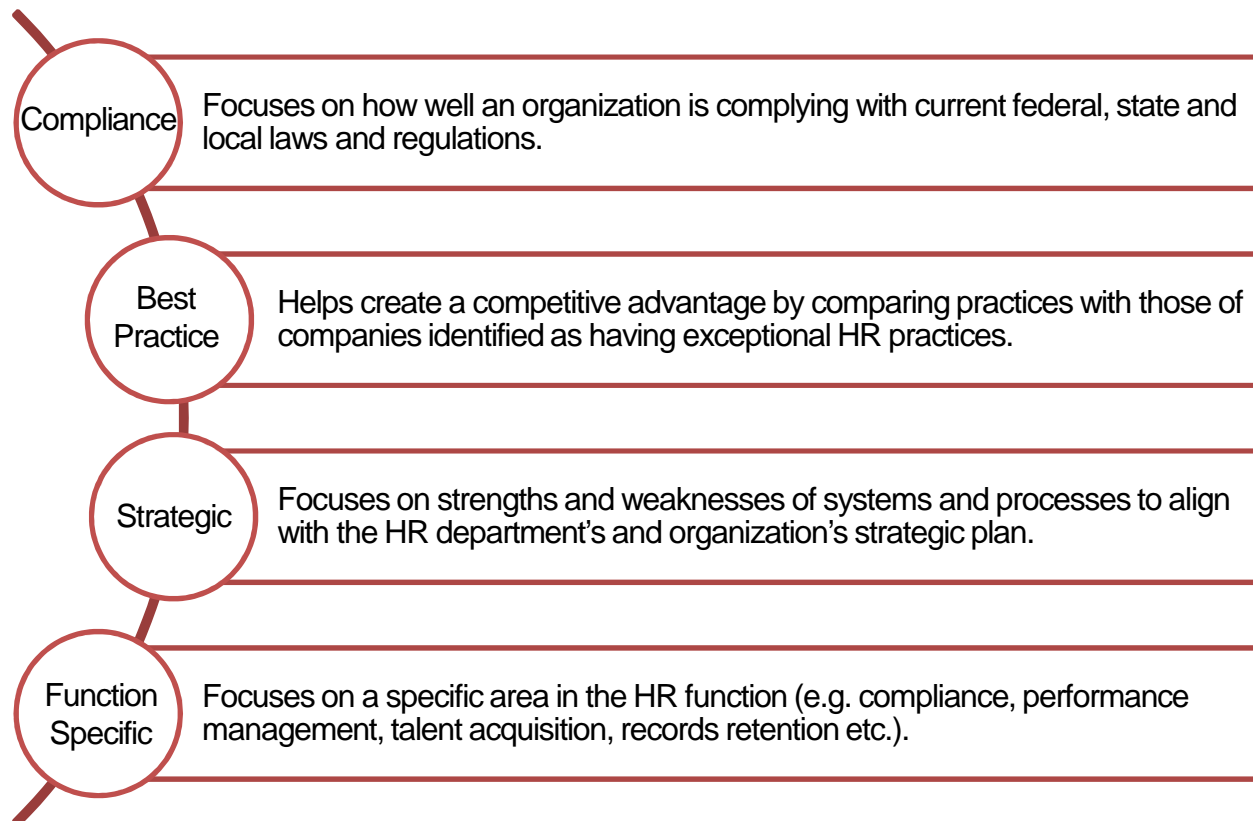 Compliance
Focuses on how well an organization is complying with current federal, state and
local laws and regulations.
Best
Practice
Helps create a competitive advantage by comparing practices with those of
companies identified as having exceptional HR practices.
Strategic
Focuses on strengths and weaknesses of systems and processes to align
with the HR department’s and organization’s strategic plan.
Function
Specific
Focuses on a specific area in the HR function (e.g. compliance, performance
management, talent acquisition, records retention etc.).